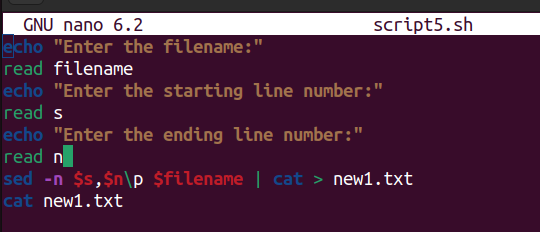 GNU nano 6.2 script5.sh
echo "Enter the filename:"
read filename
echo "Enter the starting line number:"
read s
echo "Enter the ending line number:"
read n
sed -n $s,$n\p $filename | cat > new1.txt
cat new1.txt